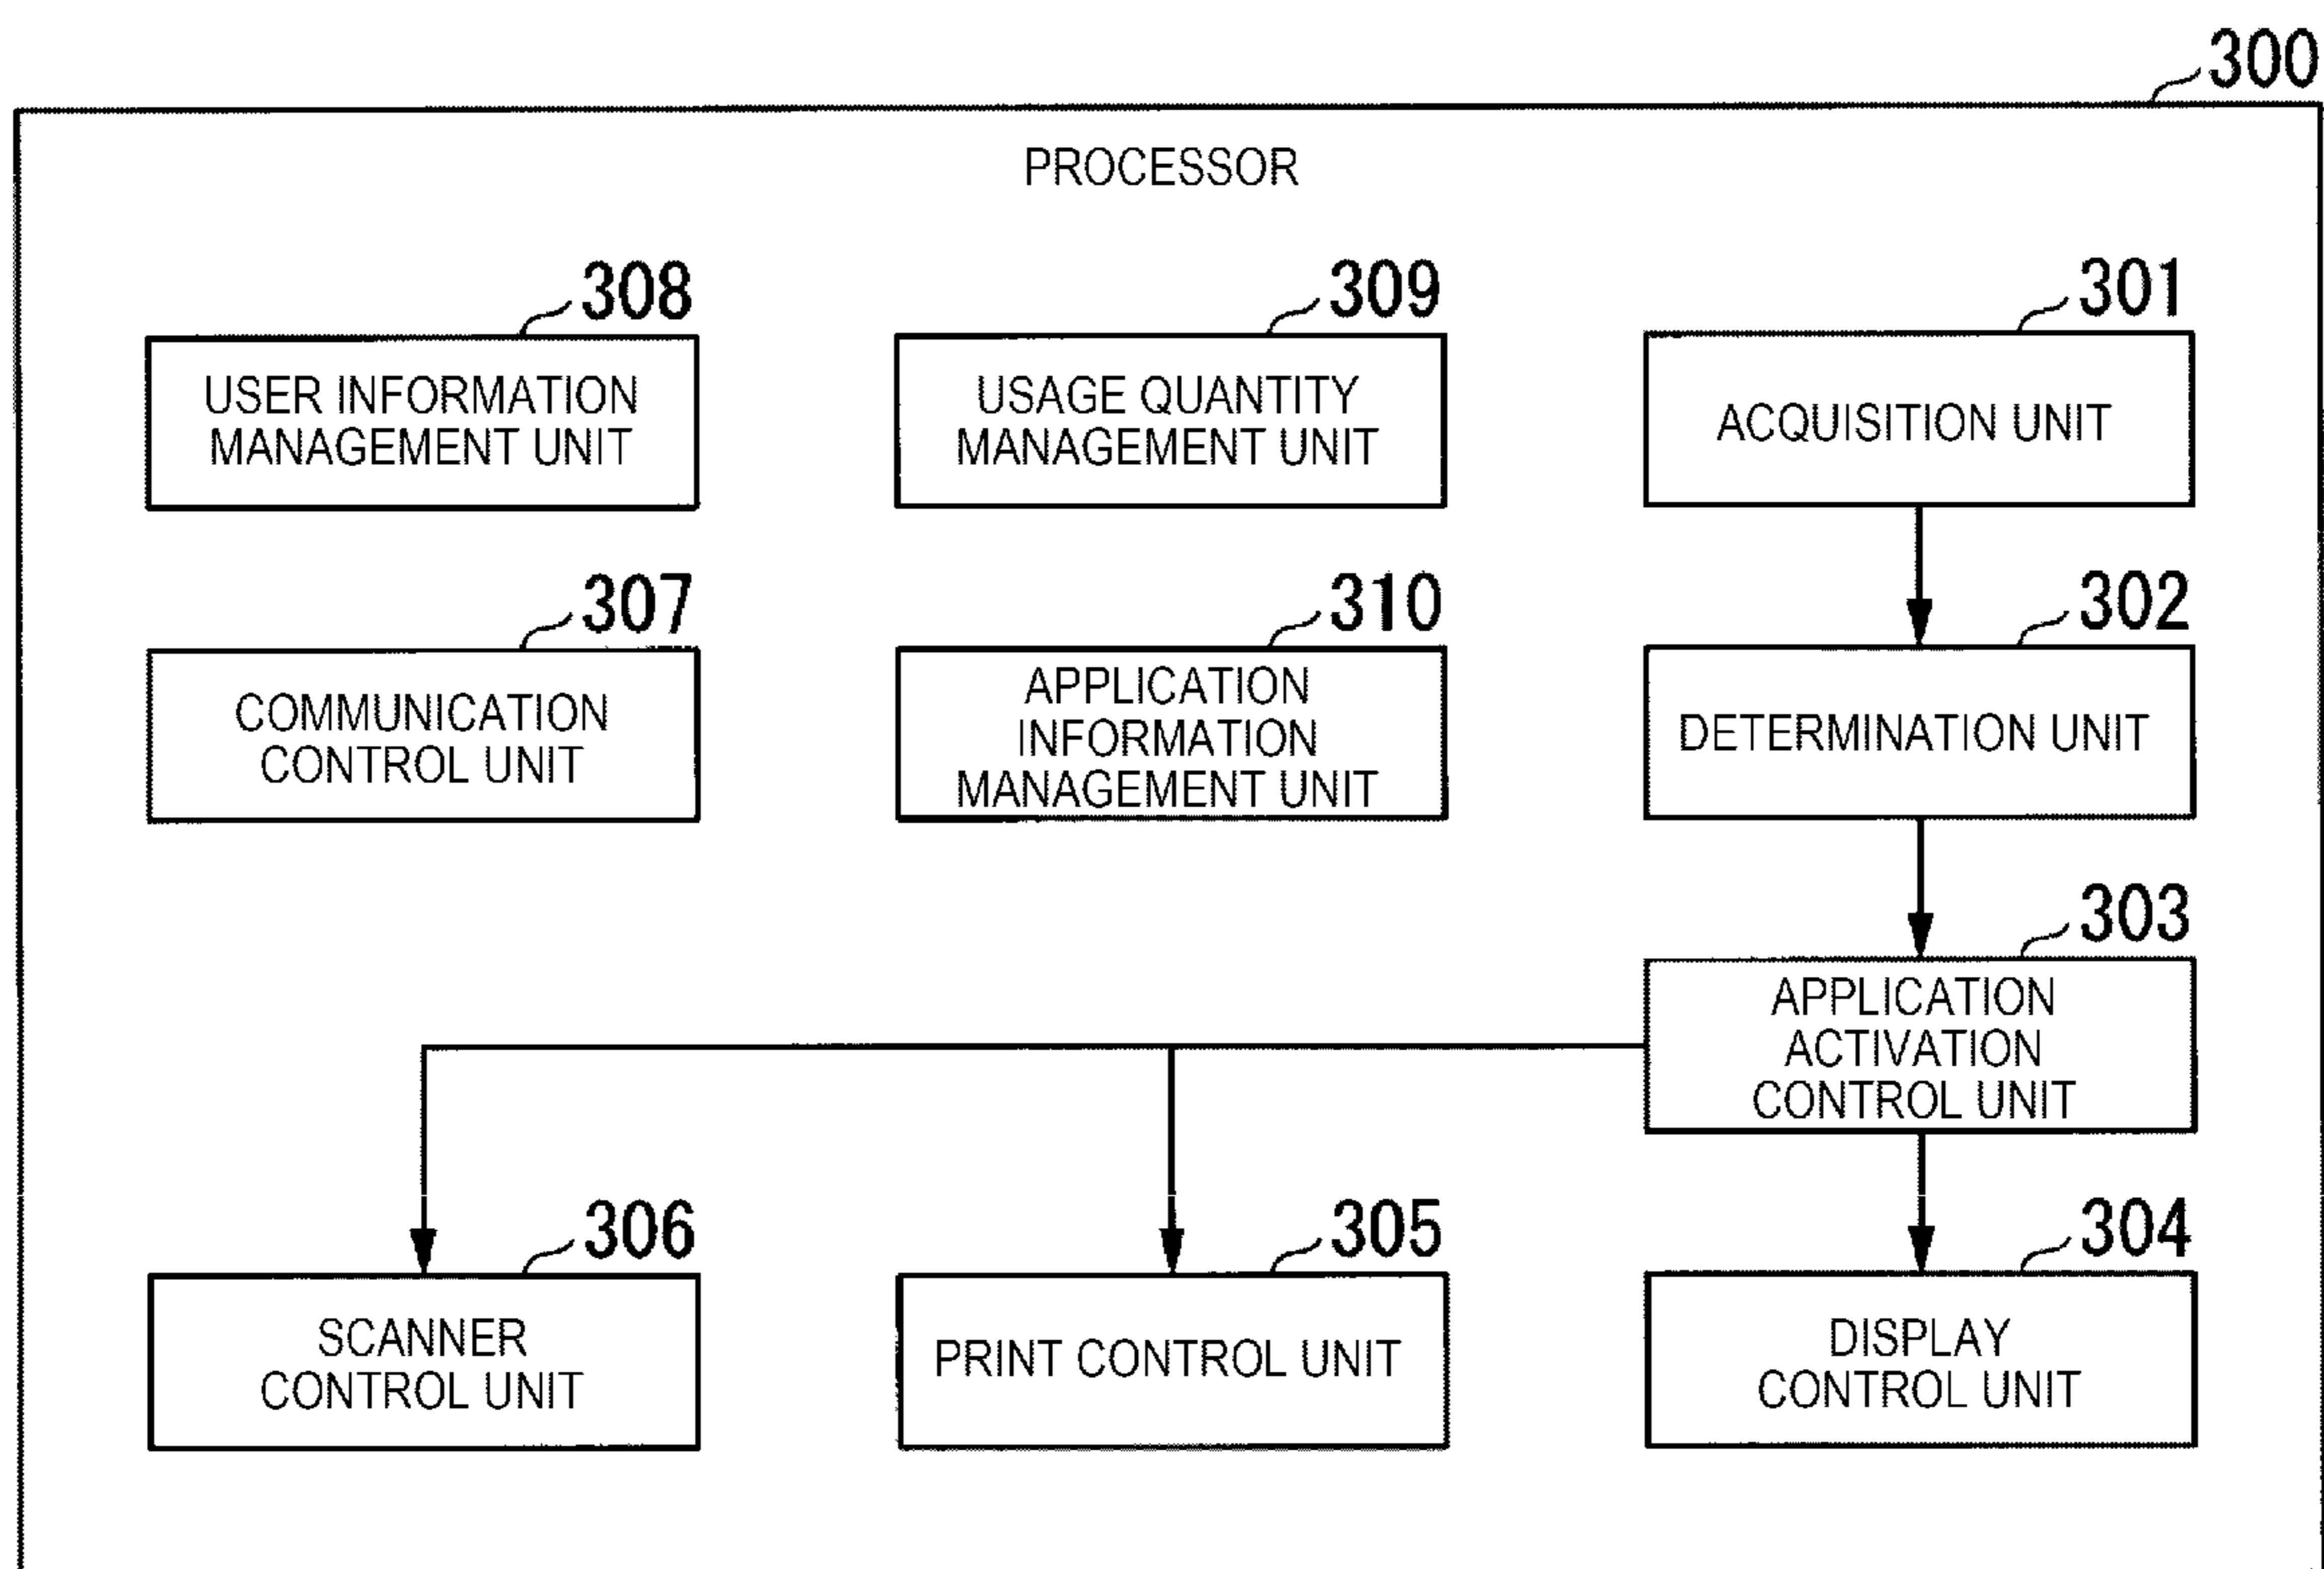 300
PROCESSOR
308
USER INFORMATION
MANAGEMENT UNIT
309
USAGE QUANTITY
MANAGEMENT UNIT
301
ACQUISITION UNIT
307
COMMUNICATION
CONTROL UNIT
310
APPLICATION
INFORMATION
MANAGEMENT UNIT
302
DETERMINATION UNIT
303
APPLICATION
ACTIVATION
CONTROL UNIT
306
SCANNER
CONTROL UNIT
305
PRINT CONTROL UNIT
304
DISPLAY
CONTROL UNIT